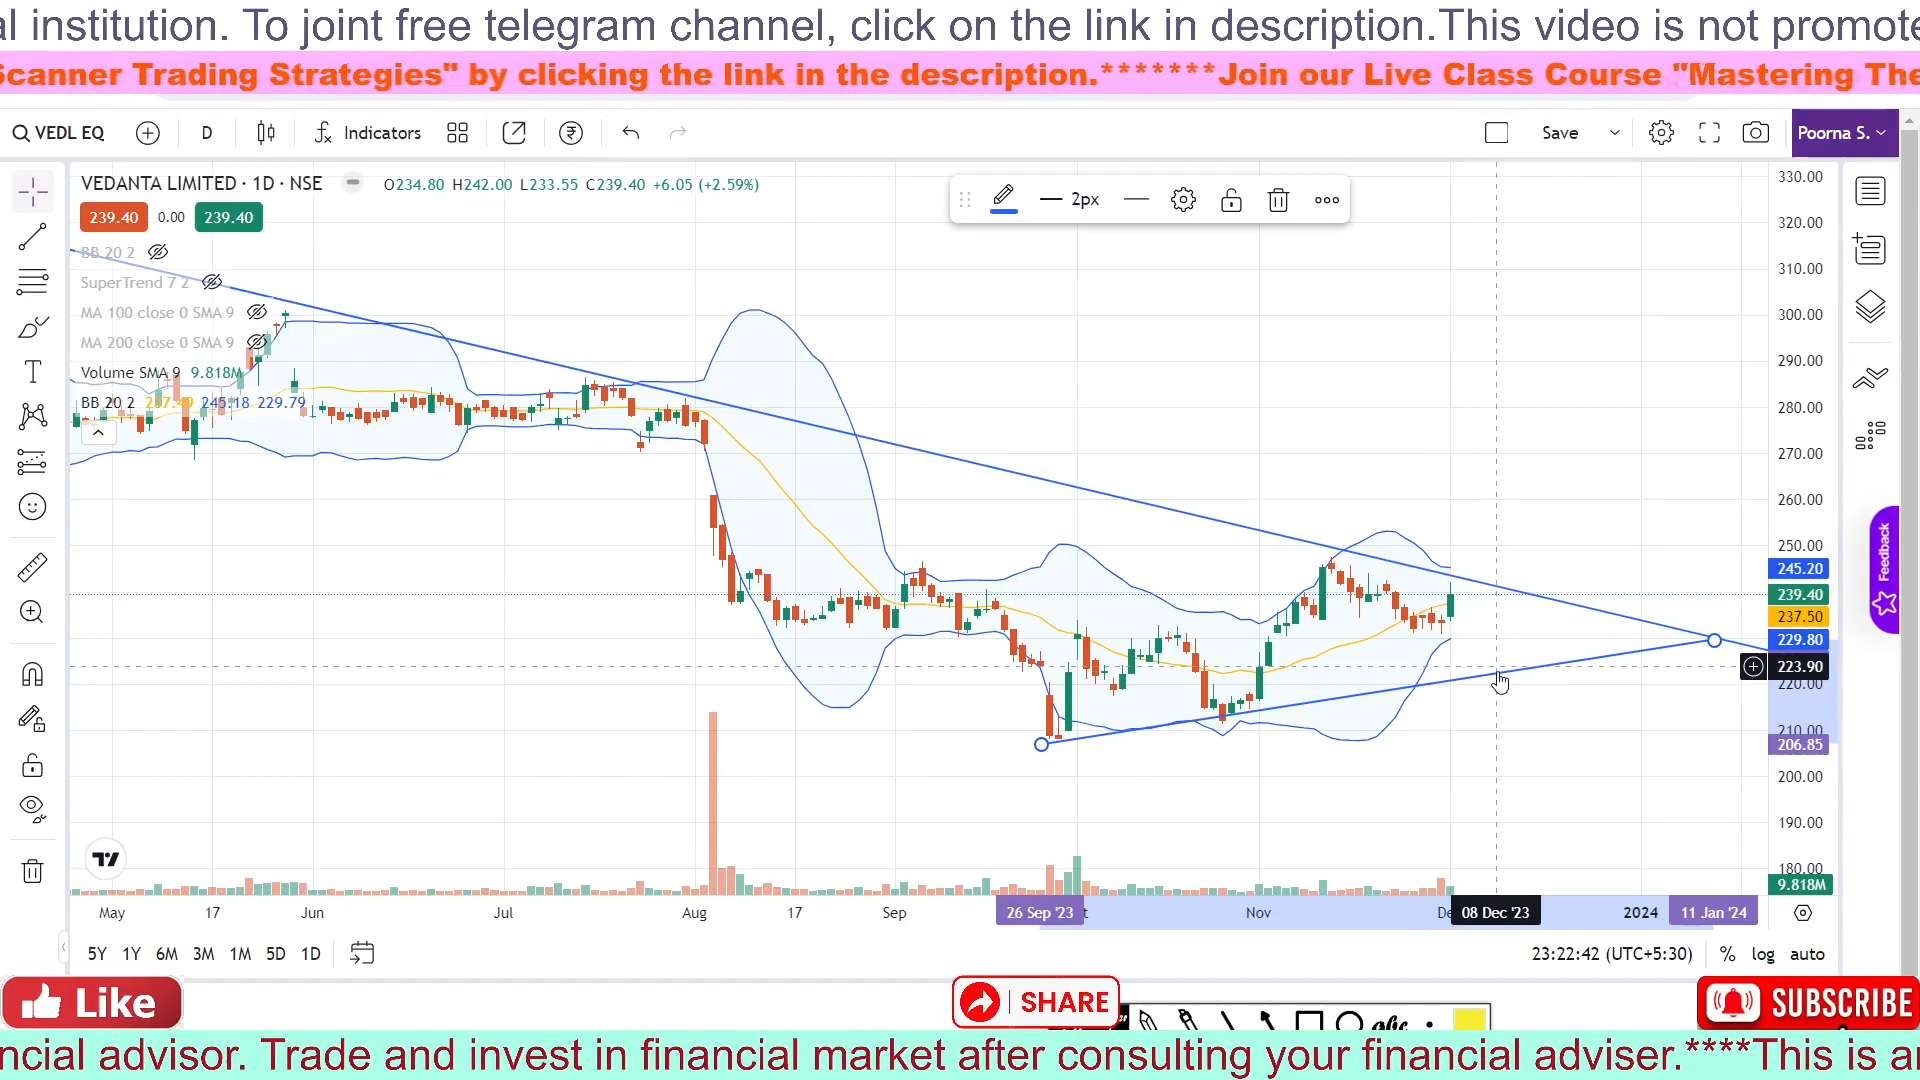 al institution. To joint free telegram channel, click on the link in description.This video is not promote
Scanner Trading Strategies" by clicking the link in the description.*******Join our Live Class Course "Mastering The
VEDL EQ D Indicators Save Poorna S.
VEDANTA LIMITED · 1D · NSE O234.80 H242.00 L233.55 C239.40 +6.05 (+2.59%)
2px
239.40 0.00 239.40
BB 20 2
SuperTrend 7 2
MA 100 close 0 SMA 9
MA 200 close 0 SMA 9
Volume SMA 9 9.818M
BB 20 2 237.49 245.18 229.79
330.00
320.00
310.00
300.00
290.00
280.00
270.00
260.00
250.00
245.20
239.40
237.50
229.80
223.90
220.00
210.00
206.85
200.00
190.00
180.00
9.818M
Feedback
May 17 Jun Jul Aug 17 Sep 26 Sep '23 Nov 08 Dec '23 2024 11 Jan '24
5Y 1Y 6M 3M 1M 5D 1D 23:22:42 (UTC+5:30) % log auto
Like SHARE SUBSCRIBE
abc
ncial advisor. Trade and invest in financial market after consulting your financial adviser.****This is an